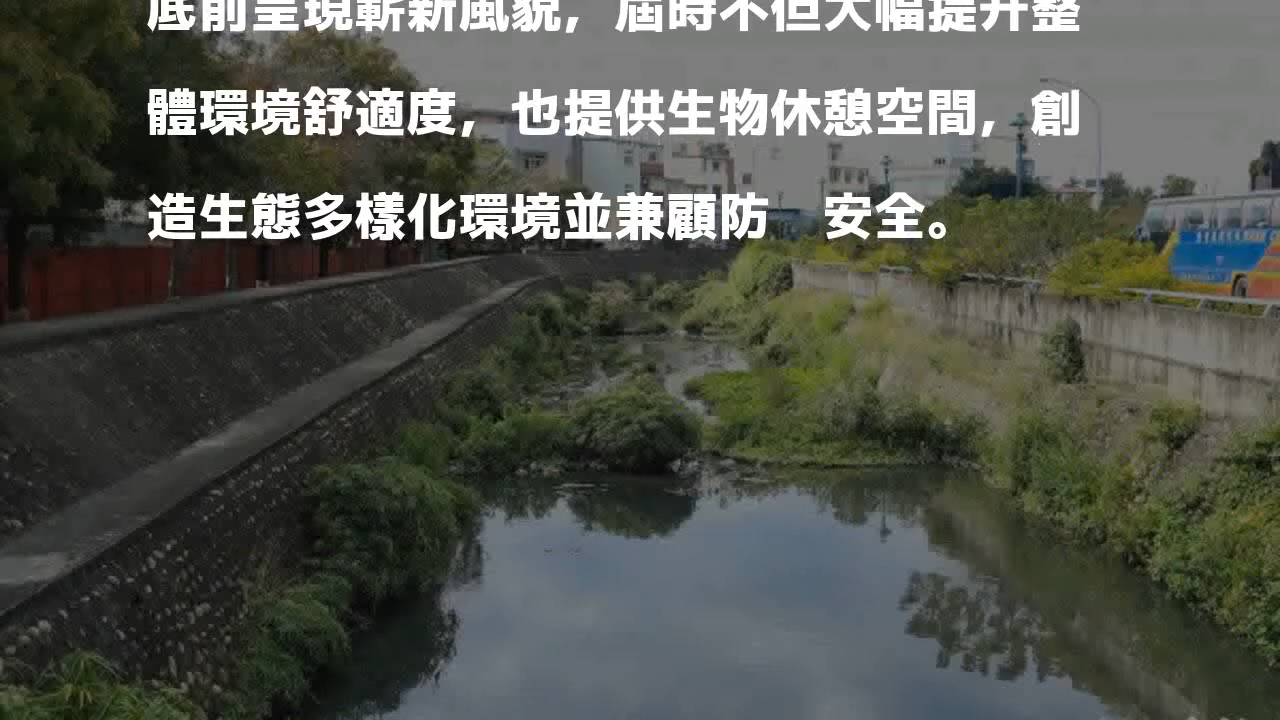 底前呈現嶄新風貌，屆時不但大幅提升整
體環境舒適度，也提供生物休憩空間，創
造生態多樣化環境並兼顧防　安全。